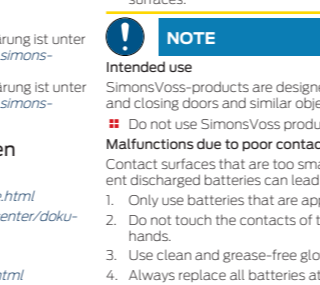 ärung ist unter
simons-
ärung ist unter
simons-
en
.html
enter/doku-
html
surfaces.
NOTE
Intended use
SimonsVoss-products are designe
and closing doors and similar obje
Do not use SimonsVoss produ
Malfunctions due to poor contac
Contact surfaces that are too sma
ent discharged batteries can lead
1. Only use batteries that are app
2. Do not touch the contacts of t
hands.
3. Use clean and grease-free glo
4. Always replace all batteries at